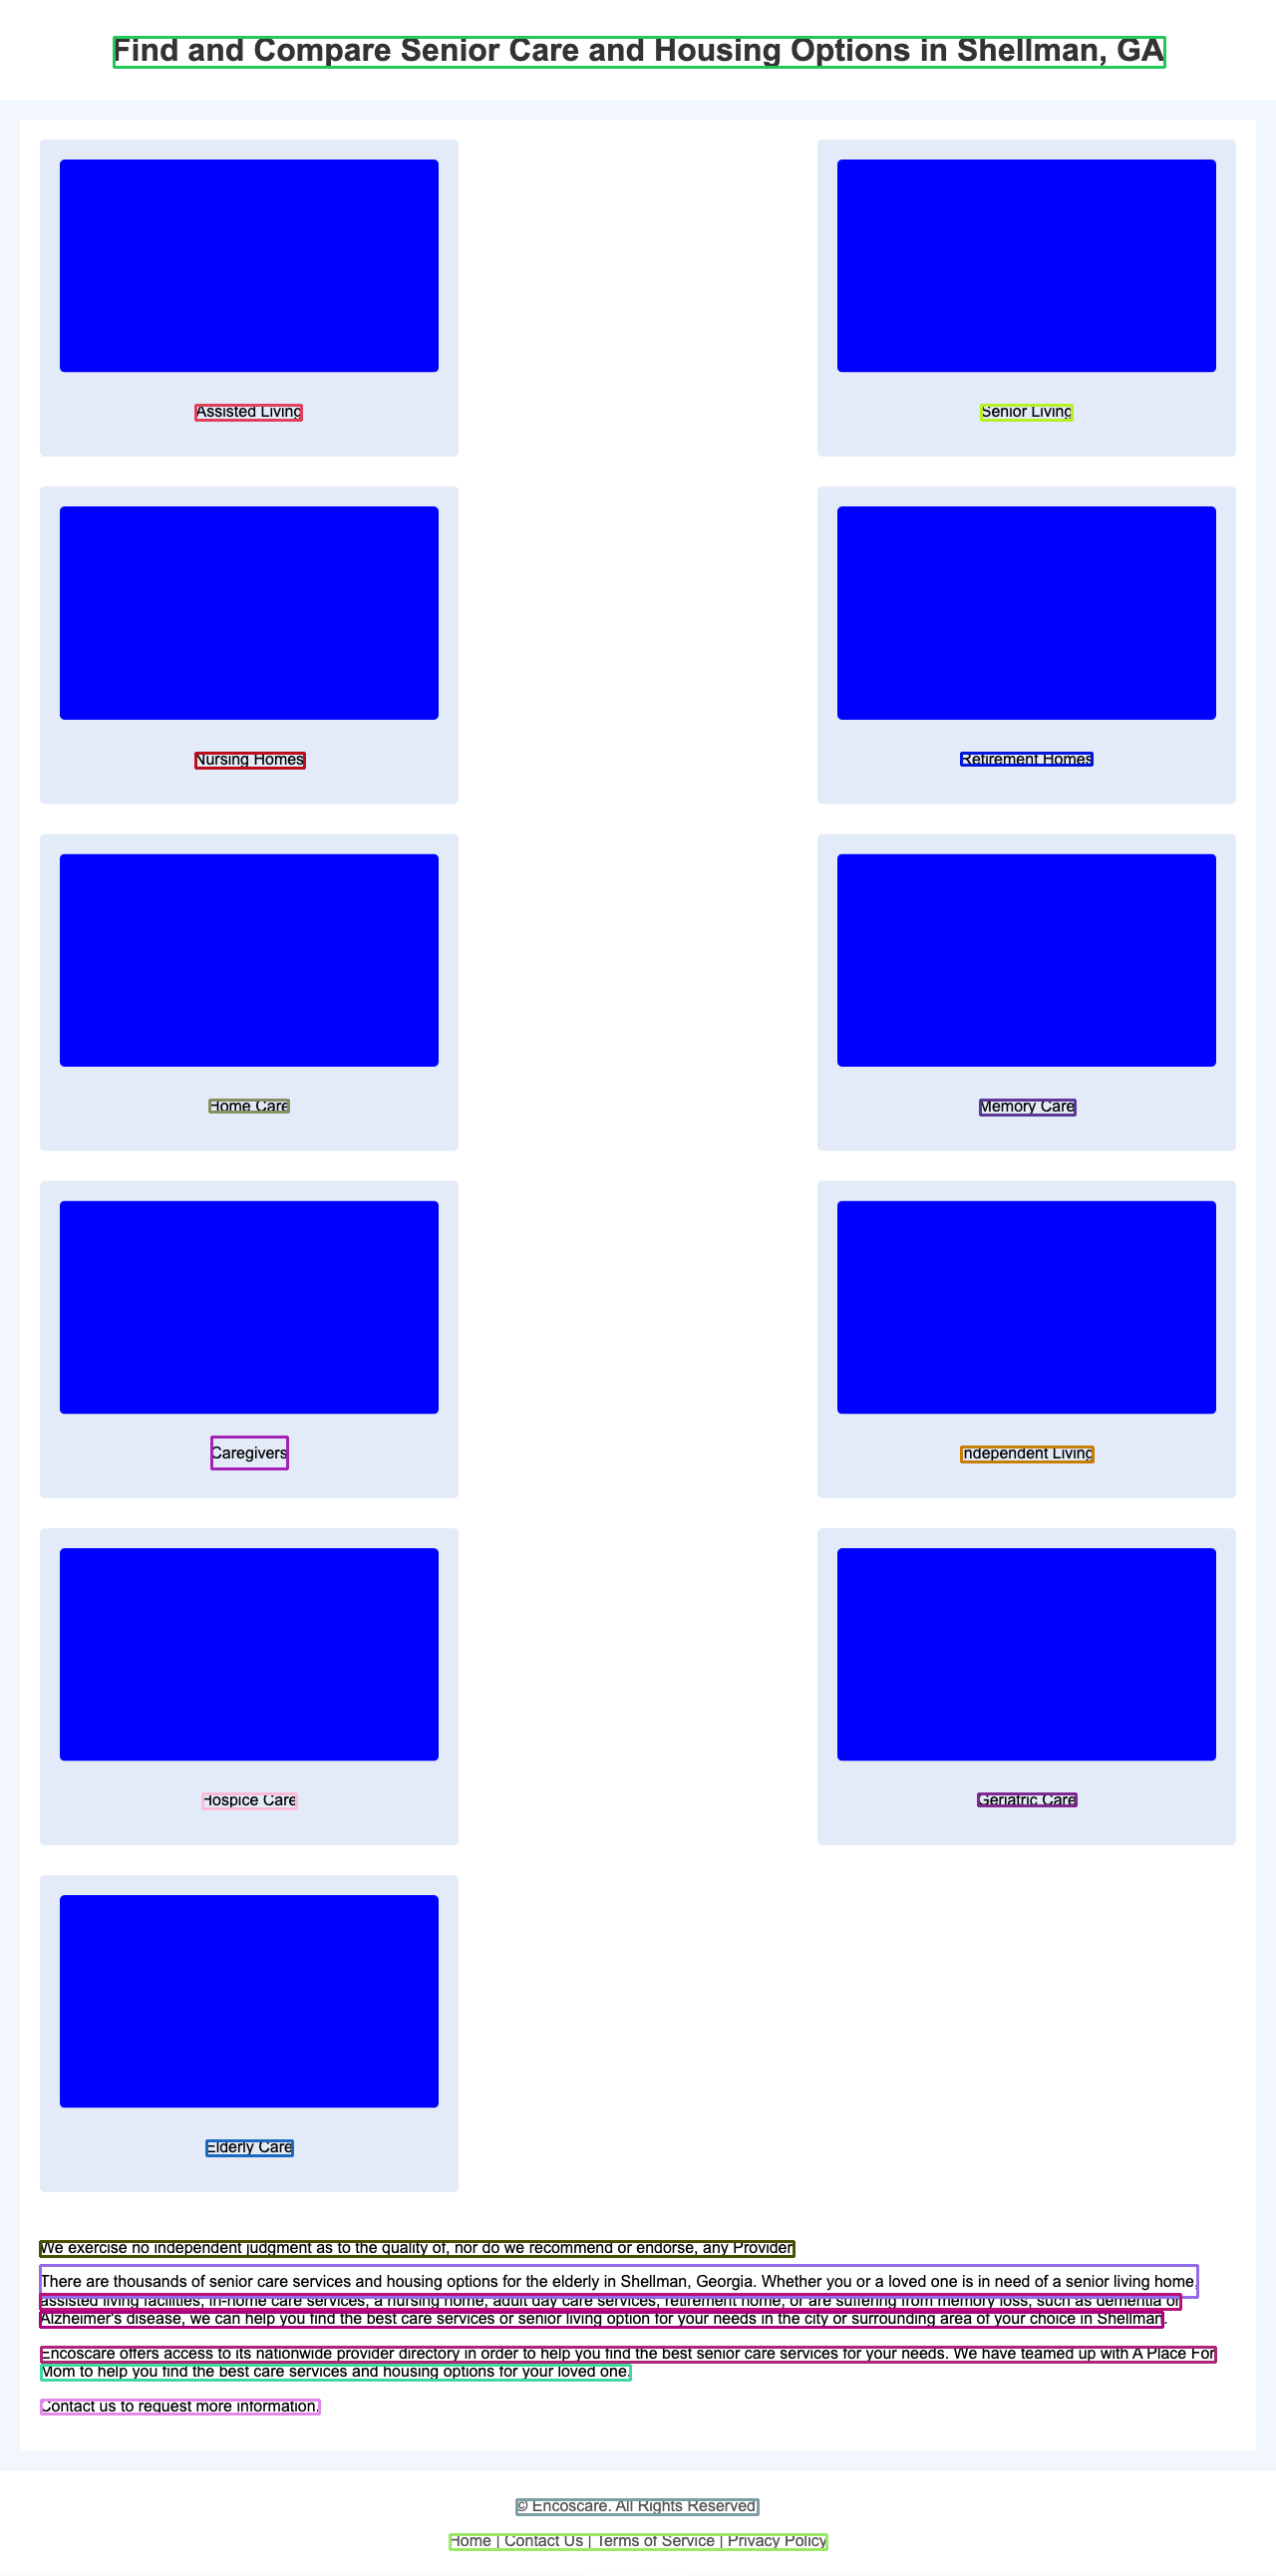 Find and Compare Senior Care and Housing Options in Shellman, GA
Assisted Living
Senior Living
Nursing Homes
Retirement Homes
Home Care
Memory Care
Caregivers
Independent Living
Hospice Care
Geriatric Care
Elderly Care
We exercise no independent judgment as to the quality of, nor do we recommend or endorse, any Provider
There are thousands of senior care services and housing options for the elderly in Shellman, Georgia. Whether you or a loved one is in need of a senior living home,
assisted living facilities, in-home care services, a nursing home, adult day care services, retirement home, or are suffering from memory loss, such as dementia or
Alzheimer's disease, we can help you find the best care services or senior living option for your needs in the city or surrounding area of your choice in Shellman.
Encoscare offers access to its nationwide provider directory in order to help you find the best senior care services for your needs. We have teamed up with A Place For
Mom to help you find the best care services and housing options for your loved one.
Contact us to request more information.
© Encoscare. All Rights Reserved.
Home | Contact Us | Terms of Service | Privacy Policy